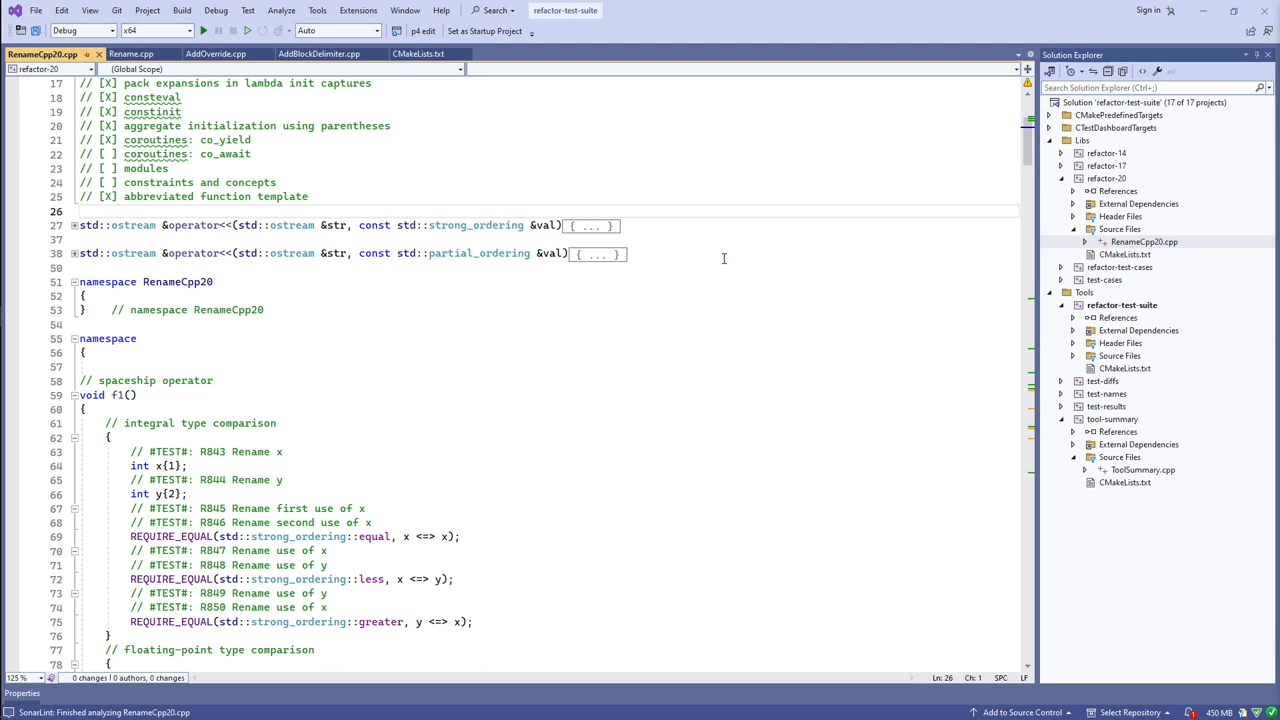 File Edit View Git Project Build Debug Test Analyze Tools Extensions Window Help Search refactor-test-suite Sign in
Debug x64 Auto p4 edit Set as Startup Project
RenameCpp20.cpp Rename.cpp AddOverride.cpp AddBlockDelimiter.cpp CMakeLists.txt
refactor-20 (Global Scope)
17 // [X] pack expansions in lambda init captures
18 // [X] consteval
19 // [X] constinit
20 // [X] aggregate initialization using parentheses
21 // [X] coroutines: co_yield
22 // [ ] coroutines: co_await
23 // [ ] modules
24 // [ ] constraints and concepts
25 // [X] abbreviated function template
26
27 std::ostream &operator<<(std::ostream &str, const std::strong_ordering &val){ ... }
37
38 std::ostream &operator<<(std::ostream &str, const std::partial_ordering &val){ ... }
50
51 namespace RenameCpp20
52 {
53 } // namespace RenameCpp20
54
55 namespace
56 {
57
58 // spaceship operator
59 void f1()
60 {
61 // integral type comparison
62 {
63 // #TEST#: R843 Rename x
64 int x{1};
65 // #TEST#: R844 Rename y
66 int y{2};
67 // #TEST#: R845 Rename first use of x
68 // #TEST#: R846 Rename second use of x
69 REQUIRE_EQUAL(std::strong_ordering::equal, x <=> x);
70 // #TEST#: R847 Rename use of x
71 // #TEST#: R848 Rename use of y
72 REQUIRE_EQUAL(std::strong_ordering::less, x <=> y);
73 // #TEST#: R849 Rename use of y
74 // #TEST#: R850 Rename use of x
75 REQUIRE_EQUAL(std::strong_ordering::greater, y <=> x);
76 }
77 // floating-point type comparison
78 {
125 % 0 changes | 0 authors, 0 changes Ln: 26 Ch: 1 SPC LF
Solution Explorer
Search Solution Explorer (Ctrl+;)
Solution 'refactor-test-suite' (17 of 17 projects)
CMakePredefinedTargets
CTestDashboardTargets
Libs
refactor-14
refactor-17
refactor-20
References
External Dependencies
Header Files
Source Files
RenameCpp20.cpp
CMakeLists.txt
refactor-test-cases
test-cases
Tools
refactor-test-suite
References
External Dependencies
Header Files
Source Files
CMakeLists.txt
test-diffs
test-names
test-results
tool-summary
References
External Dependencies
Source Files
ToolSummary.cpp
CMakeLists.txt
Properties
SonarLint: Finished analyzing RenameCpp20.cpp Add to Source Control Select Repository 1 450 MB